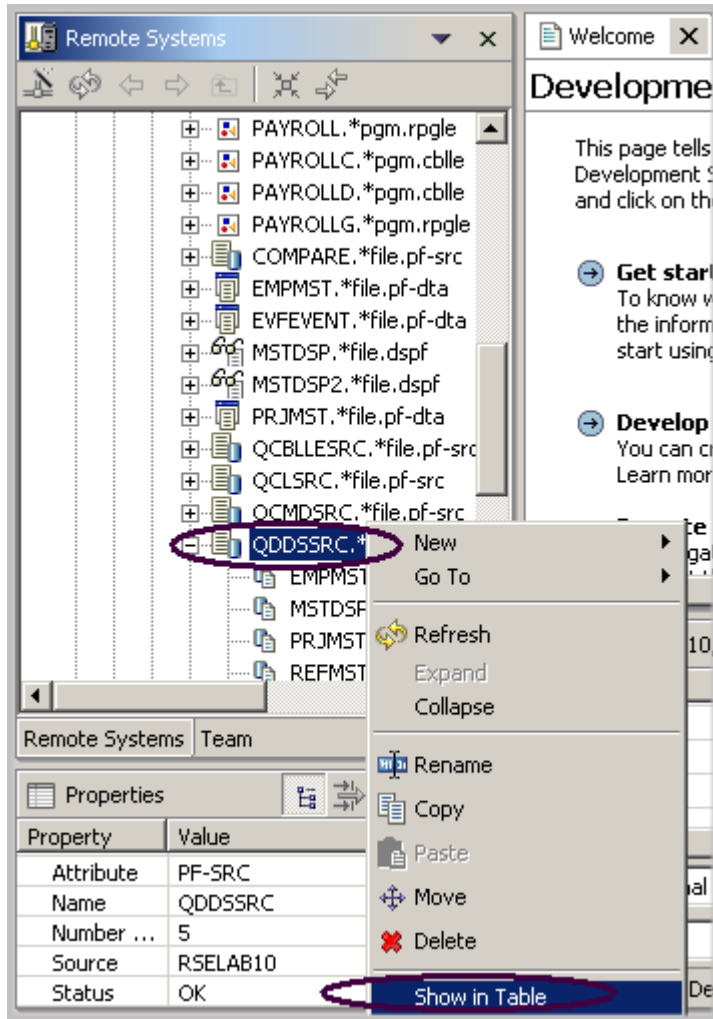 Remote Systems
Welcome
Developme
This page tells
Development S
and click on th
PAYROLL.*pgm.rpgle
PAYROLLC.*pgm.cblle
PAYROLLD.*pgm.cblle
PAYROLLG.*pgm.rpgle
COMPARE.*file.pf-src
EMPMST.*file.pf-dta
EVFEVENT.*file.pf-dta
MSTDSP.*file.dspf
MSTDSP2.*file.dspf
PRJMST.*file.pf-dta
QCBLLESRC.*file.pf-src
QCLSRC.*file.pf-src
QCMDSRC.*file.pf-src
QDDSSRC.*
EMPMST
MSTDSP
PRJMST
REFMST
Get start
To know w
the inform
start using
Develop
You can cr
Learn mor
te
gal
10,
New
Go To
Refresh
Expand
Collapse
Rename
Copy
Paste
Move
Delete
Show in Table
Remote Systems Team
Properties
Property Value
Attribute PF-SRC
Name QDDSSRC
Number ... 5
Source RSELAB10
Status OK
al
De